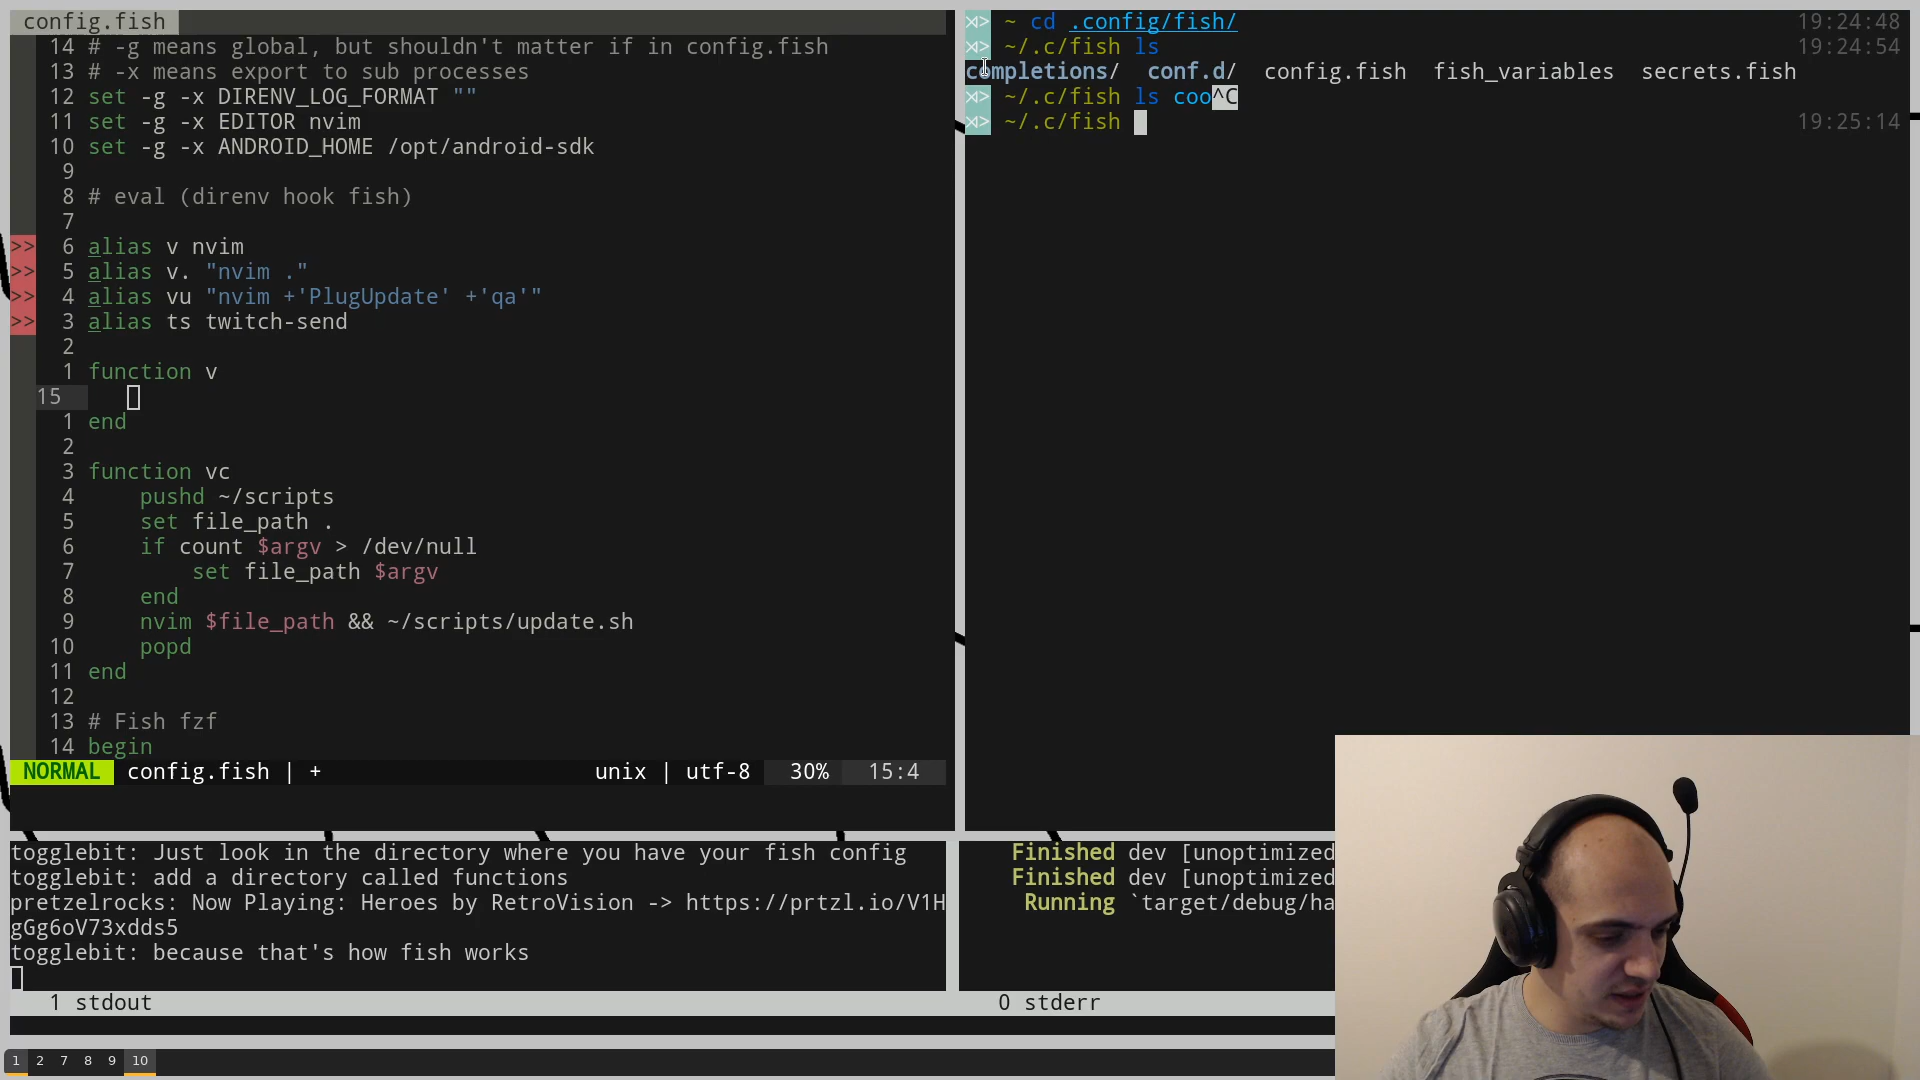 config.fish
14 # -g means global, but shouldn't matter if in config.fish
13 # -x means export to sub processes
12 set -g -x DIRENV_LOG_FORMAT ""
11 set -g -x EDITOR nvim
10 set -g -x ANDROID_HOME /opt/android-sdk
9
8 # eval (direnv hook fish)
7
>> 6 alias v nvim
>> 5 alias v. "nvim ."
>> 4 alias vu "nvim +'PlugUpdate' +'qa'"
>> 3 alias ts twitch-send
2
1 function v
15
1 end
2
3 function vc
4 pushd ~/scripts
5 set file_path .
6 if count $argv > /dev/null
7 set file_path $argv
8 end
9 nvim $file_path && ~/scripts/update.sh
10 popd
11 end
12
13 # Fish fzf
14 begin
NORMAL config.fish | + unix | utf-8 30% 15:4
⋊> ~ cd .config/fish/ 19:24:48
⋊> ~/.c/fish ls 19:24:54
completions/ conf.d/ config.fish fish_variables secrets.fish
⋊> ~/.c/fish ls coo^C
⋊> ~/.c/fish 19:25:14
togglebit: Just look in the directory where you have your fish config
togglebit: add a directory called functions
pretzelrocks: Now Playing: Heroes by RetroVision -> https://prtzl.io/V1H
gGg6oV73xdds5
togglebit: because that's how fish works
1 stdout
Finished dev [unoptimized
Finished dev [unoptimized
Running `target/debug/ha
0 stderr
1 2 7 8 9 10